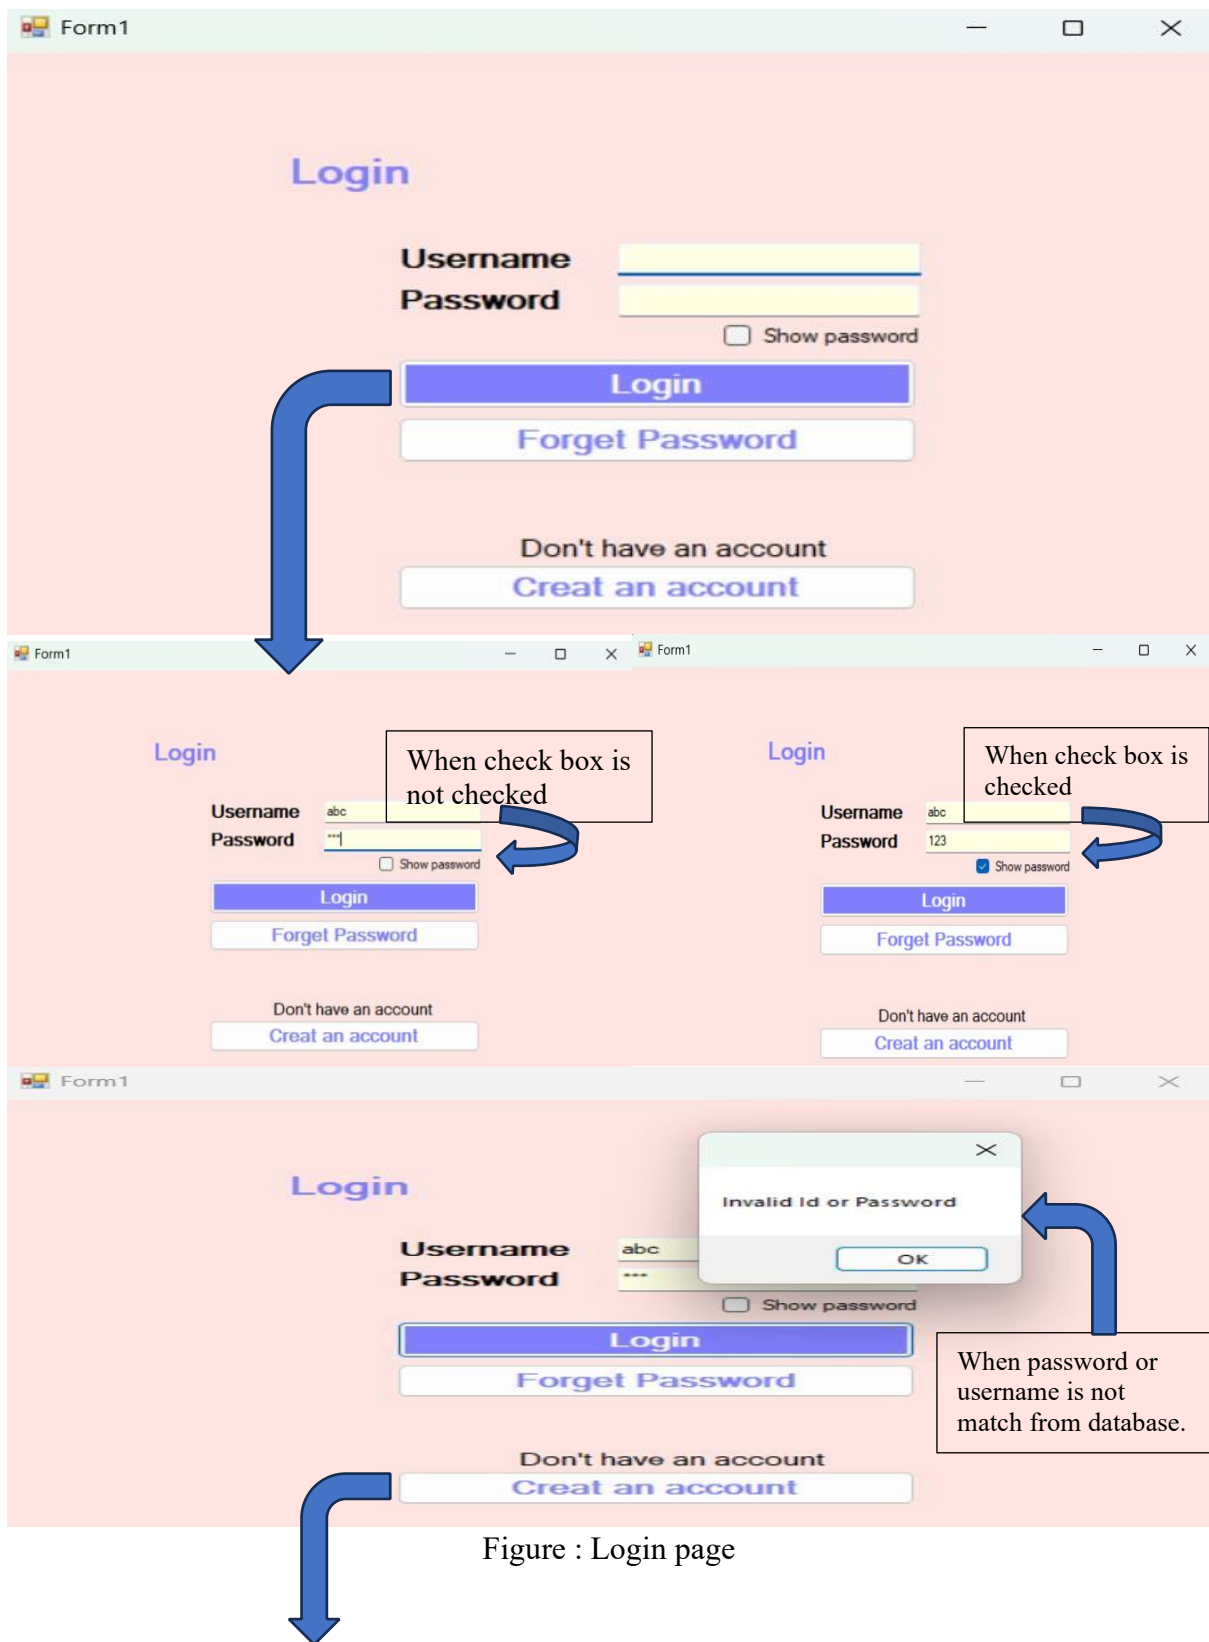 Form1
Login
Username
Password
Show password
Login
Forget Password
Don't have an account
Creat an account
Form1
Login
When check box is
not checked
Username abc
Password ***
Show password
Login
Forget Password
Don't have an account
Creat an account
Form1
Login
When check box is
checked
Username abc
Password 123
Show password
Login
Forget Password
Don't have an account
Creat an account
Form1
Login
Invalid Id or Password
OK
Username abc
Password ***
Show password
Login
Forget Password
When password or
username is not
match from database.
Don't have an account
Creat an account
Figure : Login page